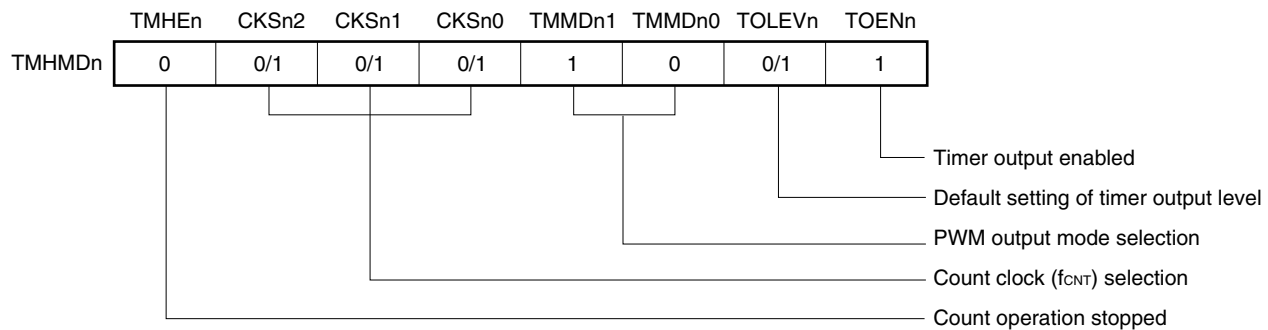 TMHEn CKSn2 CKSn1 CKSn0 TMMDn1 TMMDn0 TOLEVn TOENn
TMHMDn 0 0/1 0/1 0/1 1 0 0/1 1
Timer output enabled
Default setting of timer output level
PWM output mode selection
Count clock (fCNT) selection
Count operation stopped